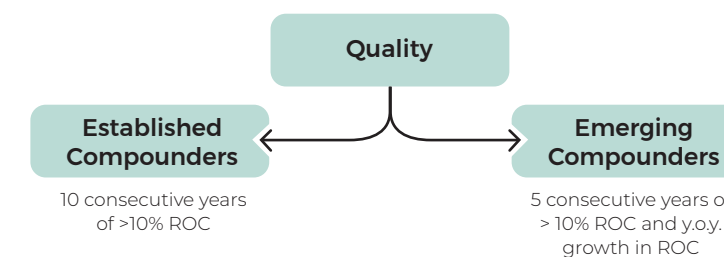 Quality
Established
Compounders
10 consecutive years
of >10% ROC
Emerging
Compounders
5 consecutive years
> 10% ROC and y.o.y.
growth in ROC